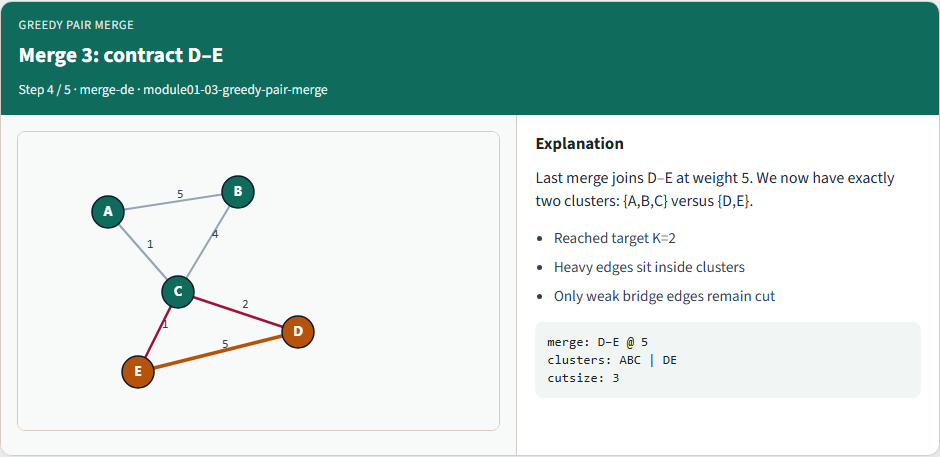 GREEDY PAIR MERGE
Merge 3: contract D–E
Step 4 / 5 · merge-de · module01-03-greedy-pair-merge
5
B
A
4
1
C
2
1
D
5
E
Explanation
Last merge joins D–E at weight 5. We now have exactly
two clusters: {A,B,C} versus {D,E}.
• Reached target K=2
• Heavy edges sit inside clusters
• Only weak bridge edges remain cut
merge: D–E @ 5
clusters: ABC | DE
cutsize: 3